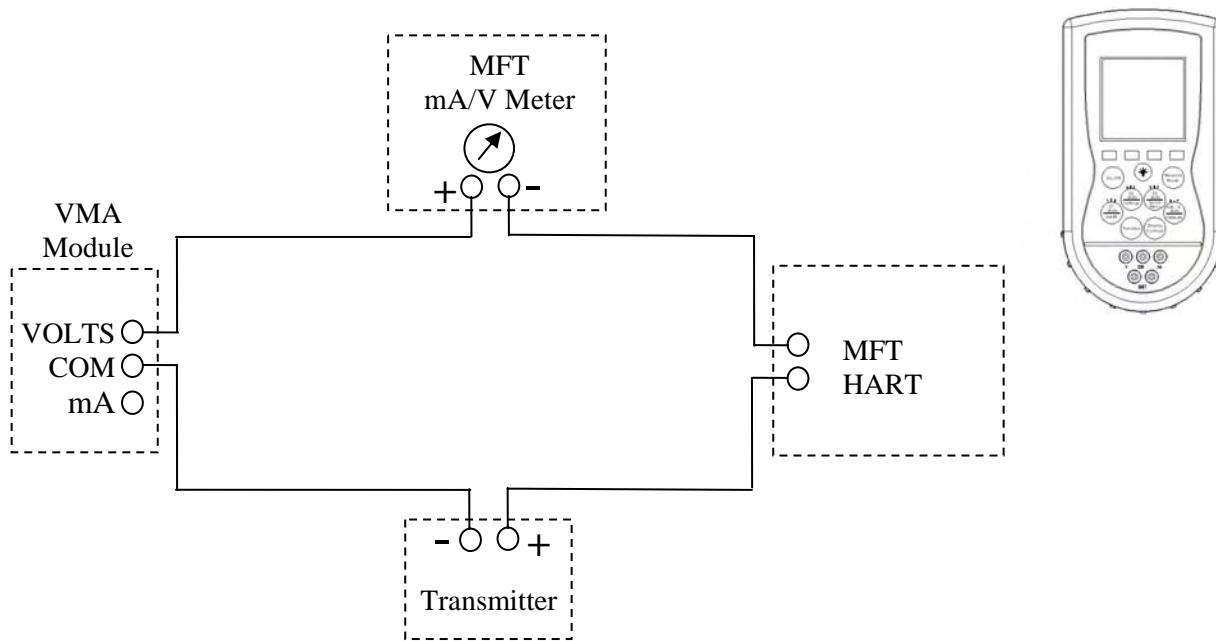 MFT
mA/V Meter
+ -
VMA
Module
VOLTS
COM
mA
MFT
HART
- +
Transmitter